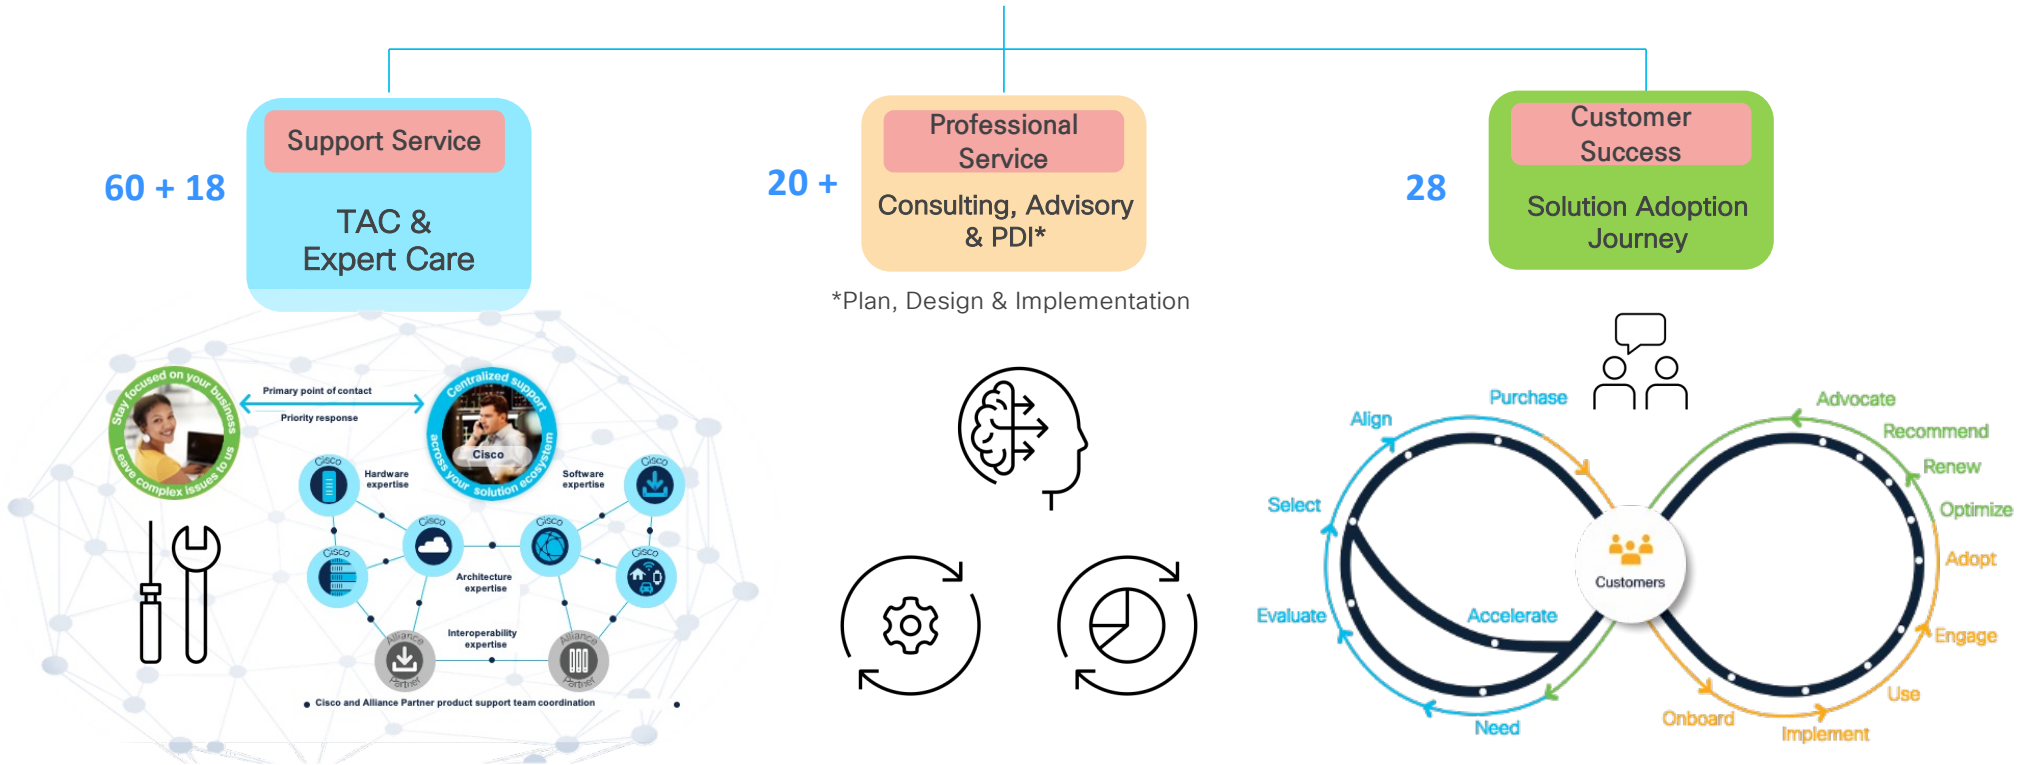 60 + 18
Support Service
TAC &
Expert Care
20 +
Professional
Service
Consulting, Advisory
& PDI*
*Plan, Design & Implementation
28
Customer
Success
Solution Adoption
Journey
Stay focused on your business
Leave complex issues to us
Primary point of contact
Priority response
Centralized support
across your solution ecosystem
Cisco
Cisco
Hardware
expertise
Software
expertise
Cisco
Cisco
Cisco
Cisco
Cisco
Architecture
expertise
Interoperability
expertise
Alliance
Partner
Alliance
Partner
Cisco and Alliance Partner product support team coordination
Purchase
Align
Select
Evaluate
Need
Accelerate
Customers
Advocate
Recommend
Renew
Optimize
Adopt
Engage
Use
Implement
Onboard